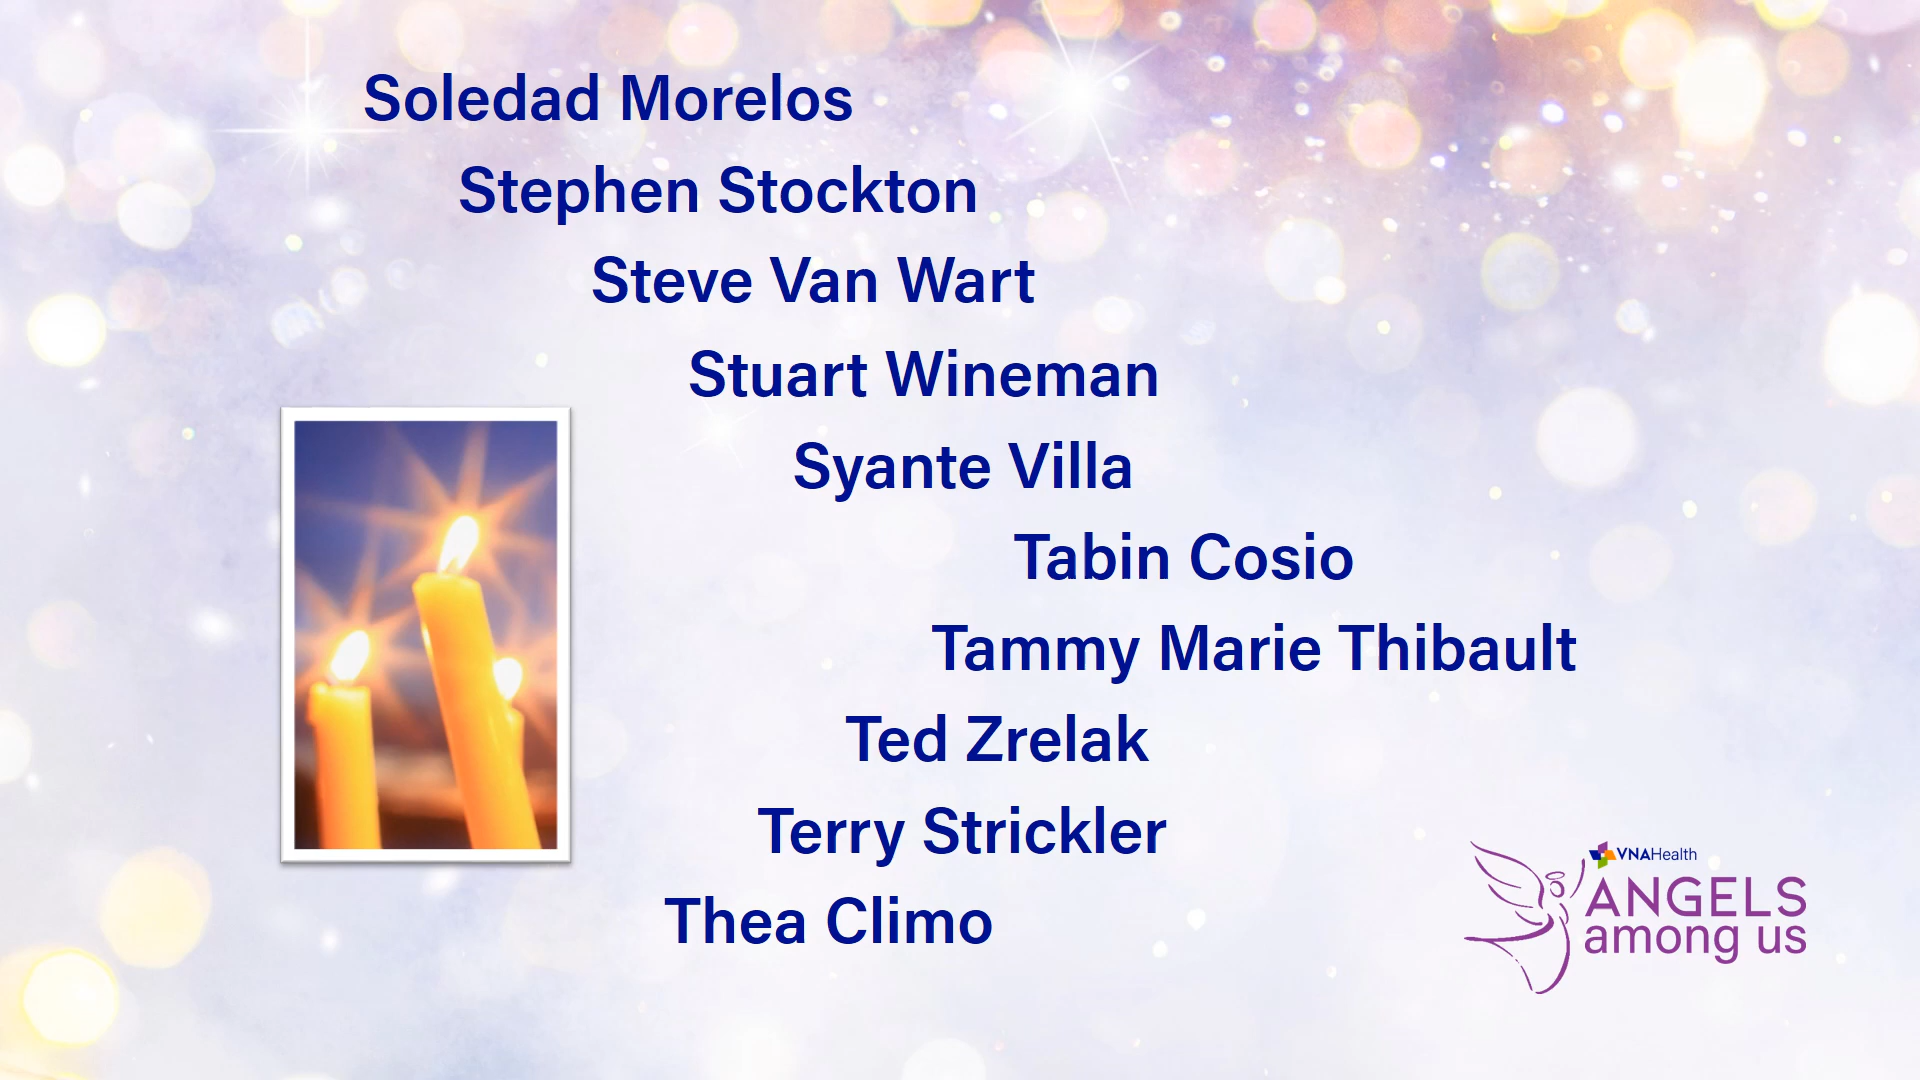 Soledad Morelos
Stephen Stockton
Steve Van Wart
Stuart Wineman
Syante Villa
Tabin Cosio
Tammy Marie Thibault
Ted Zrelak
Terry Strickler
Thea Climo
VNAHealth
ANGELS
among us